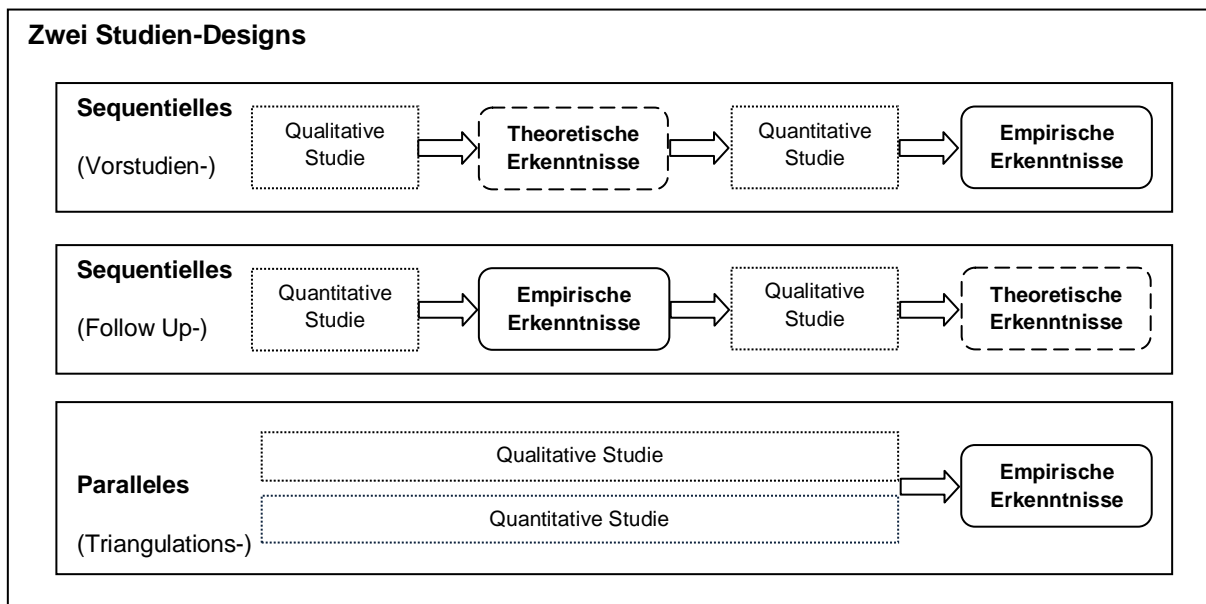 Zwei Studien-Designs
Sequentielles
(Vorstudien-)
Qualitative
Studie
Theoretische
Erkenntnisse
Quantitative
Studie
Empirische
Erkenntnisse
Sequentielles
(Follow Up-)
Quantitative
Studie
Empirische
Erkenntnisse
Qualitative
Studie
Theoretische
Erkenntnisse
Paralleles
(Triangulations-)
Qualitative Studie
Quantitative Studie
Empirische
Erkenntnisse